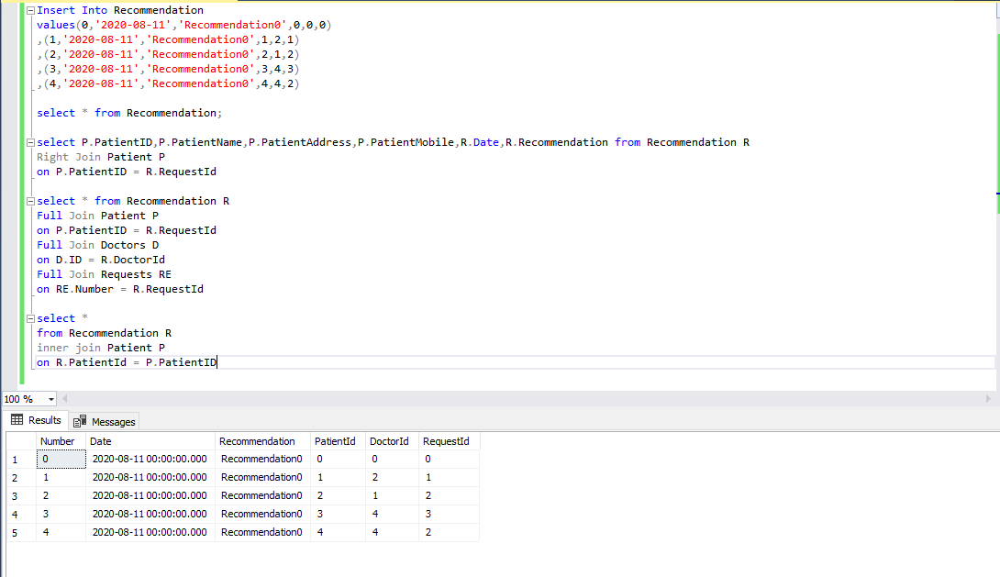 Insert Into Recommendation
values(0,'2020-08-11','Recommendation0',0,0,0)
,(1,'2020-08-11','Recommendation0',1,2,1)
,(2,'2020-08-11','Recommendation0',2,1,2)
,(3,'2020-08-11','Recommendation0',3,4,3)
,(4,'2020-08-11','Recommendation0',4,4,2)
select * from Recommendation;
select P.PatientID,P.PatientName,P.PatientAddress,P.PatientMobile,R.Date,R.Recommendation from Recommendation R
Right Join Patient P
on P.PatientID = R.RequestId
select * from Recommendation R
Full Join Patient P
on P.PatientID = R.RequestId
Full Join Doctors D
on D.ID = R.DoctorId
Full Join Requests RE
on RE.Number = R.RequestId
select *
from Recommendation R
inner join Patient P
on R.PatientId = P.PatientID
100 %
Results Messages
Number Date Recommendation PatientId DoctorId RequestId
1 0 2020-08-11 00:00:00.000 Recommendation0 0 0 0
2 1 2020-08-11 00:00:00.000 Recommendation0 1 2 1
3 2 2020-08-11 00:00:00.000 Recommendation0 2 1 2
4 3 2020-08-11 00:00:00.000 Recommendation0 3 4 3
5 4 2020-08-11 00:00:00.000 Recommendation0 4 4 2